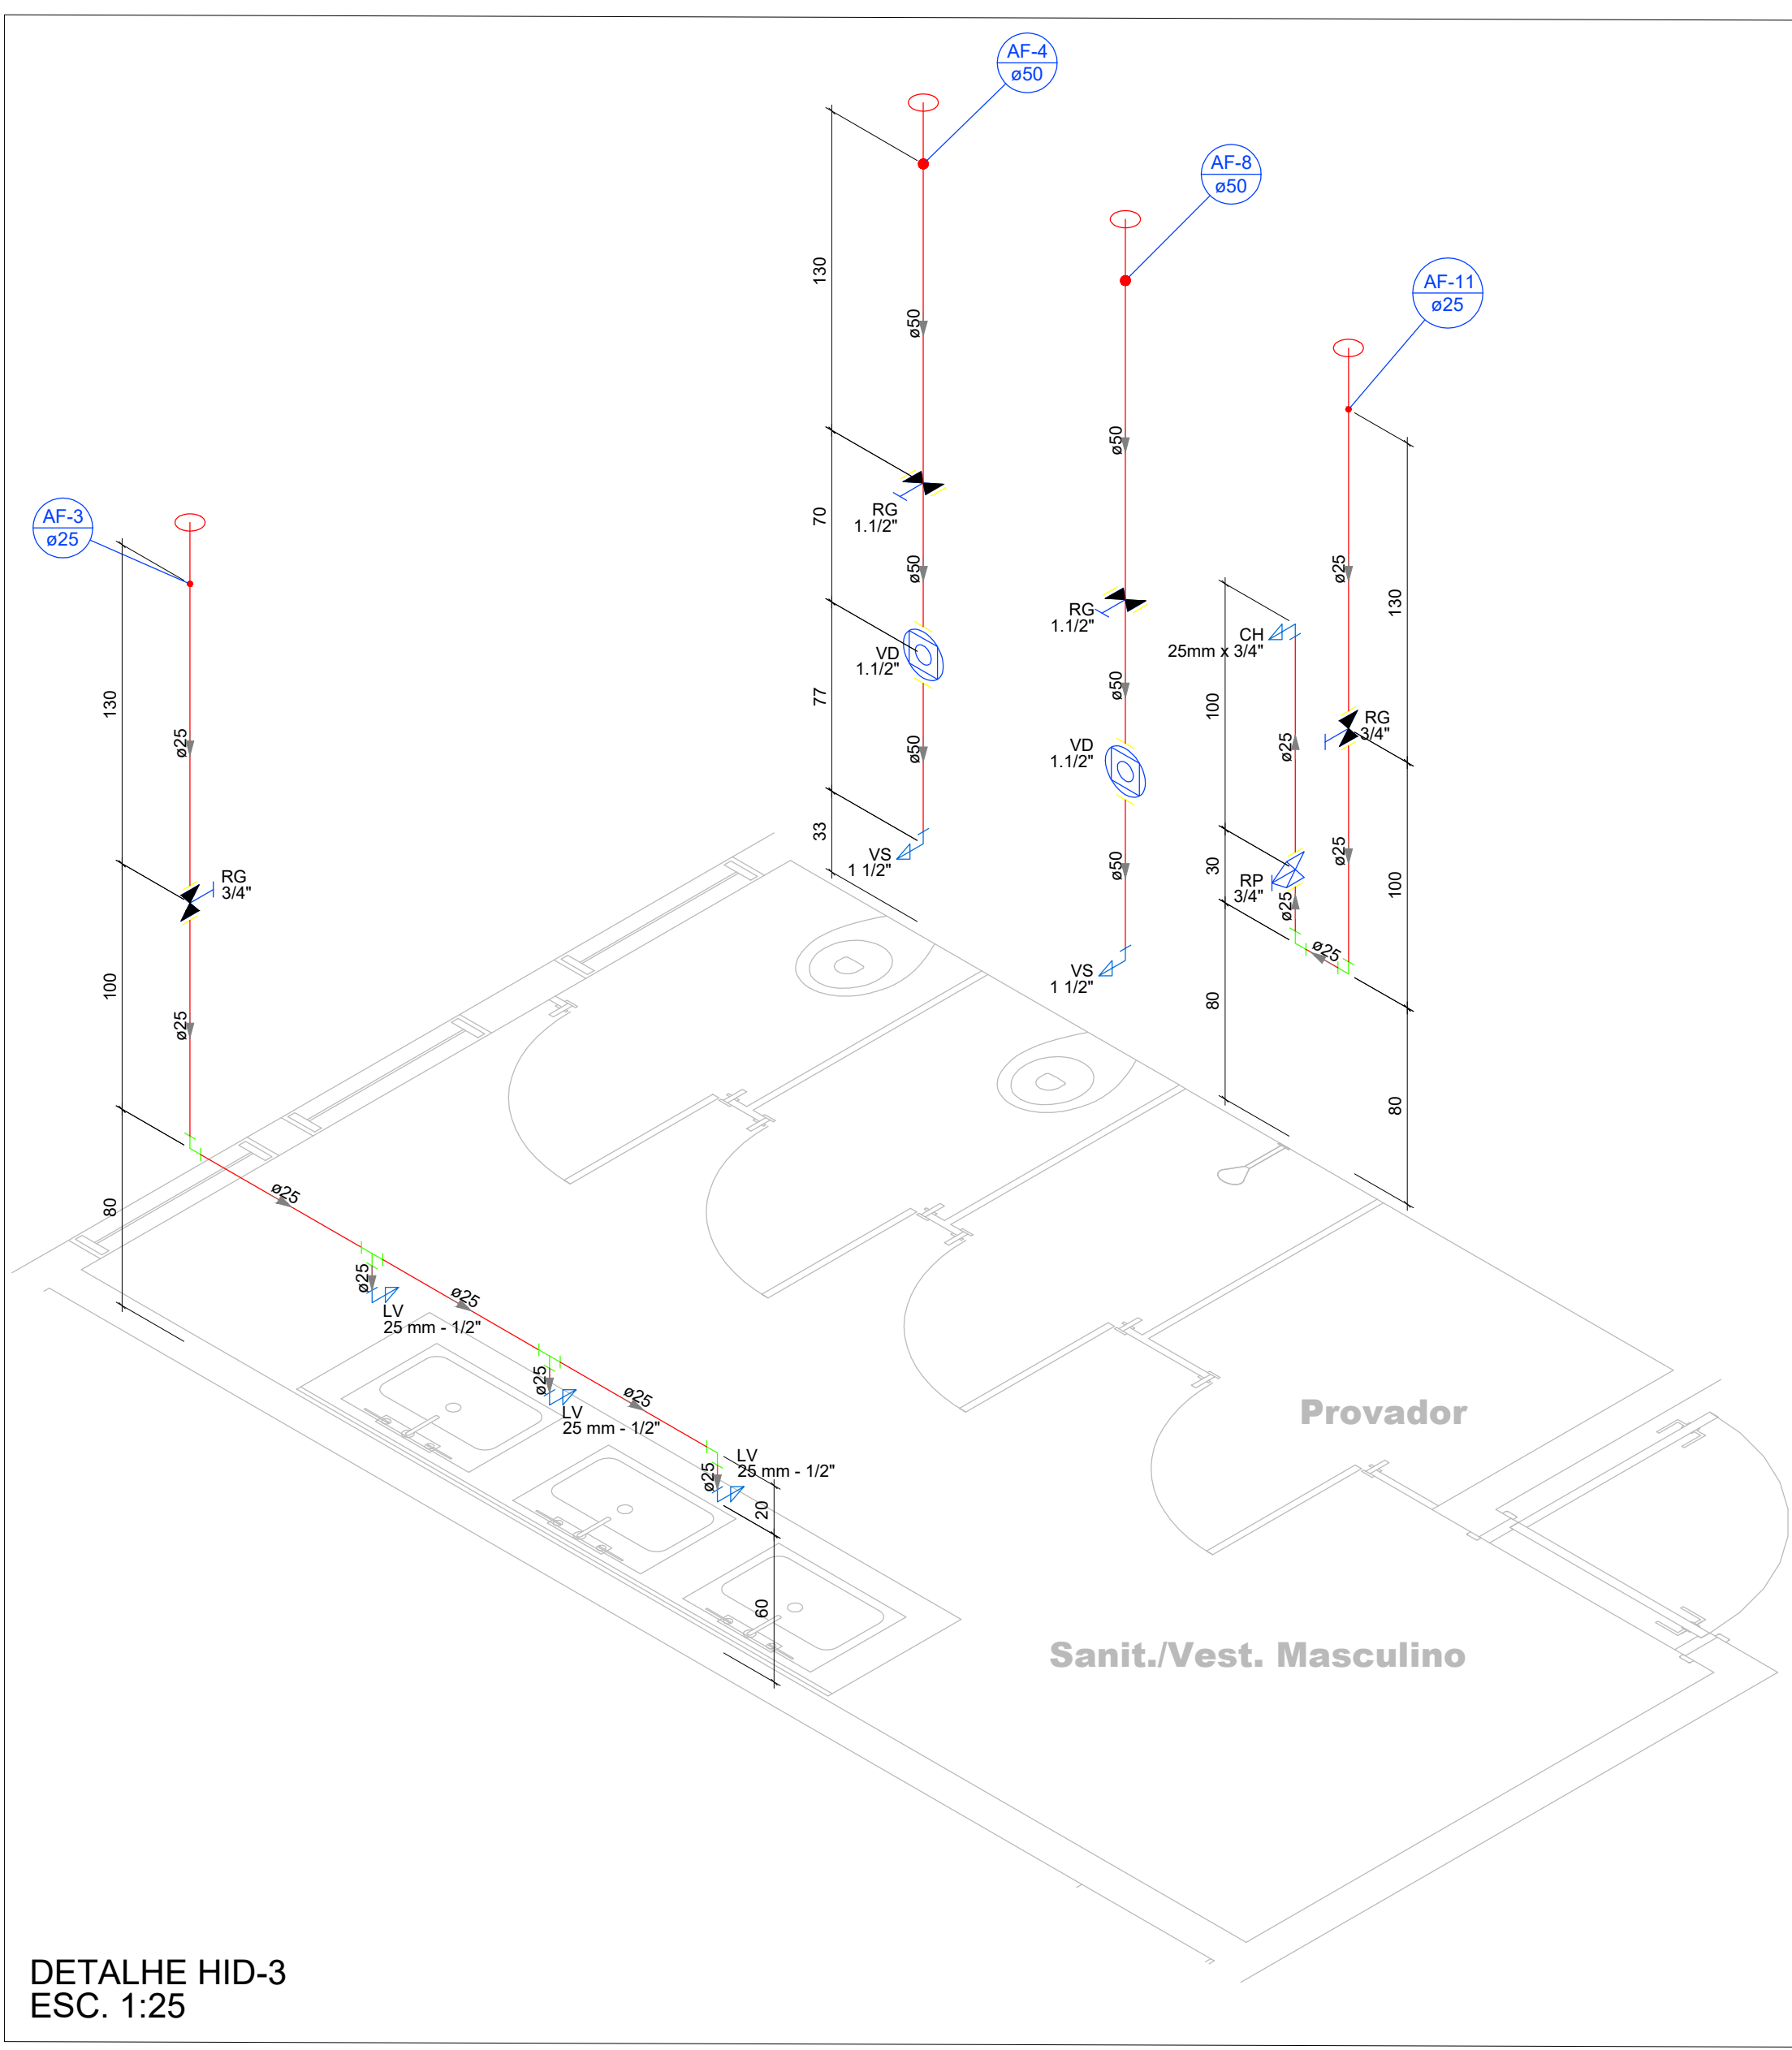 AF-4
ø50
AF-8
ø50
AF-11
ø25
130
ø50
ø50
RG
1.1/2"
70
ø50
VD
1.1/2"
77
ø50
33
VS
1 1/2"
RG
1.1/2"
ø50
VD
1.1/2"
ø50
VS
1 1/2"
ø25
130
RG
3/4"
CH
25mm x 3/4"
100
ø25
30
RP
3/4"
ø25
ø25
ø25
100
80
80
AF-3
ø25
130
ø25
RG
3/4"
100
ø25
80
ø25
ø25
LV
25 mm - 1/2"
ø25
ø25
LV
25 mm - 1/2"
ø25
ø25
LV
25 mm - 1/2"
20
60
Provador
Sanit./Vest. Masculino
DETALHE HID-3
ESC. 1:25